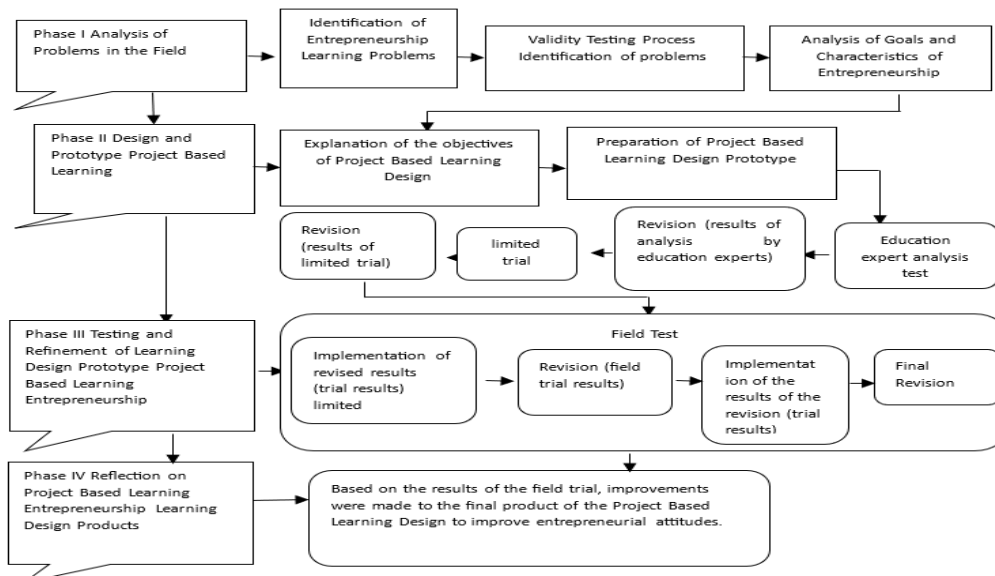 Phase I Analysis of
Problems in the Field
Identification of
Entrepreneurship
Learning Problems
Validity Testing Process
Identification of problems
Analysis of Goals and
Characteristics of
Entrepreneurship
Phase II Design and
Prototype Project Based
Learning
Explanation of the objectives
of Project Based Learning
Design
Preparation of Project Based
Learning Design Prototype
Revision
(results of
limited trial)
limited
trial
Revision (results of
analysis by
education experts)
Education
expert analysis
test
Phase III Testing and
Refinement of Learning
Design Prototype Project
Based Learning
Entrepreneurship
Field Test
Implementation of
revised results
(trial results)
limited
Revision (field
trial results)
Implementat
ion of the
results of the
revision (trial
results)
Final
Revision
Phase IV Reflection on
Project Based Learning
Entrepreneurship Learning
Design Products
Based on the results of the field trial, improvements
were made to the final product of the Project Based
Learning Design to improve entrepreneurial attitudes.